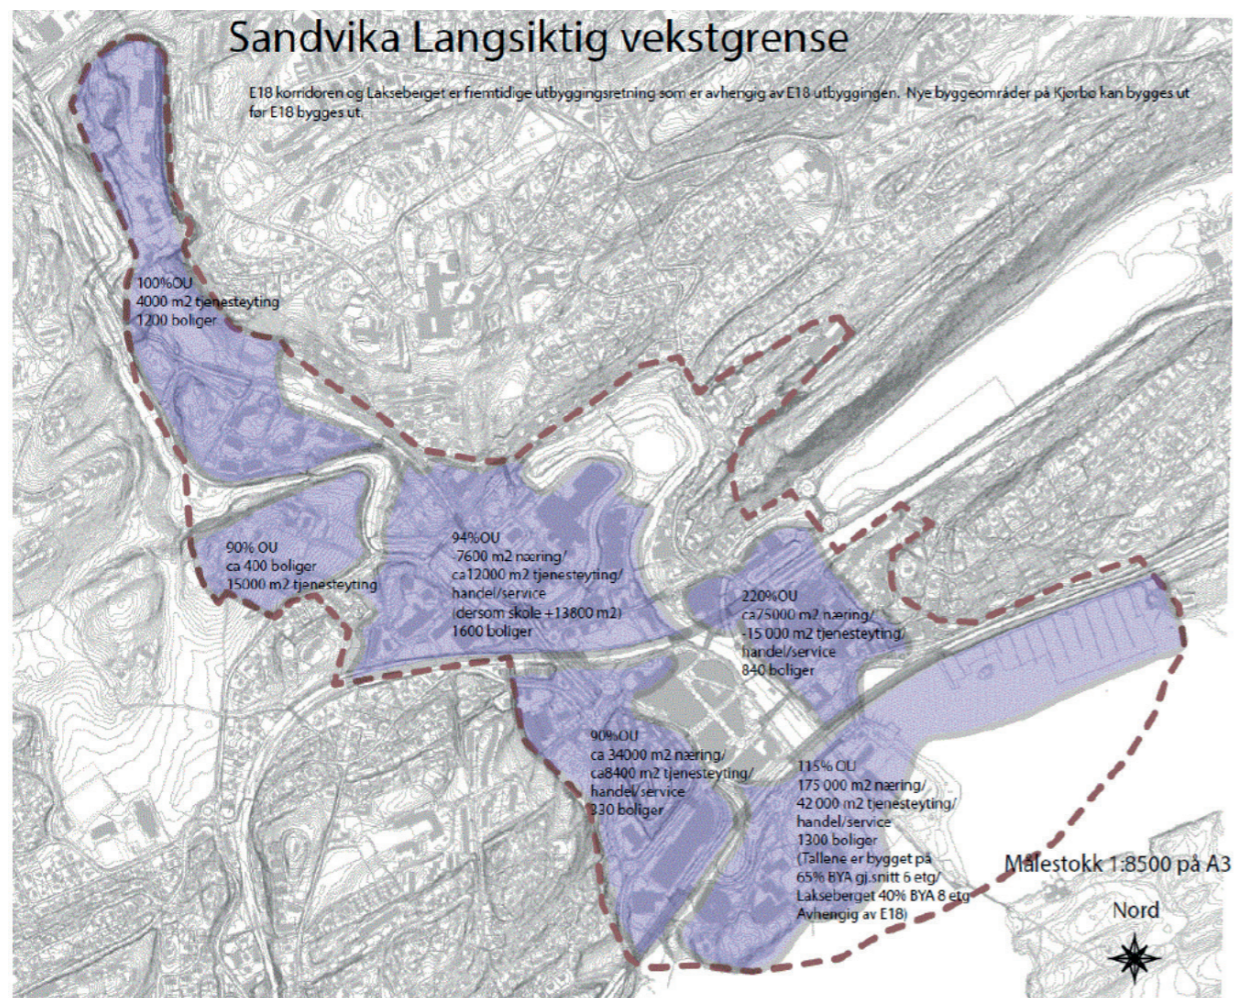 Sandvika Langsiktig vekstgrense
E18 korridoren og Lakseberget er fremtidige utbyggingsretning som er avhengig av E18 utbyggingen. Nye byggeområder på Kjørbo kan bygges ut
før E18 bygges ut.
100%OU
4000 m2 tjenesteyting
1200 boliger
90% OU
ca 400 boliger
15000 m2 tjenesteyting
94%OU
-7600 m2 næring/
ca12000 m2 tjenesteyting/
handel/service
(dersom skole +13800 m2)
1600 boliger
220%OU
ca75000 m2 næring/
-15 000 m2 tjenesteyting/
handel/service
840 boliger
90%OU
ca 34000 m2 næring/
ca8400 m2 tjenesteyting/
handel/service
330 boliger
115% OU
175 000 m2 næring/
42 000 m2 tjenesteyting/
handel/service
1300 boliger
(Tallene er bygget på
65% BYA gj.snitt 6 etg/
Lakseberget 40% BYA 8 etg
Avhengig av E18)
Målestokk 1:8500 på A3
Nord